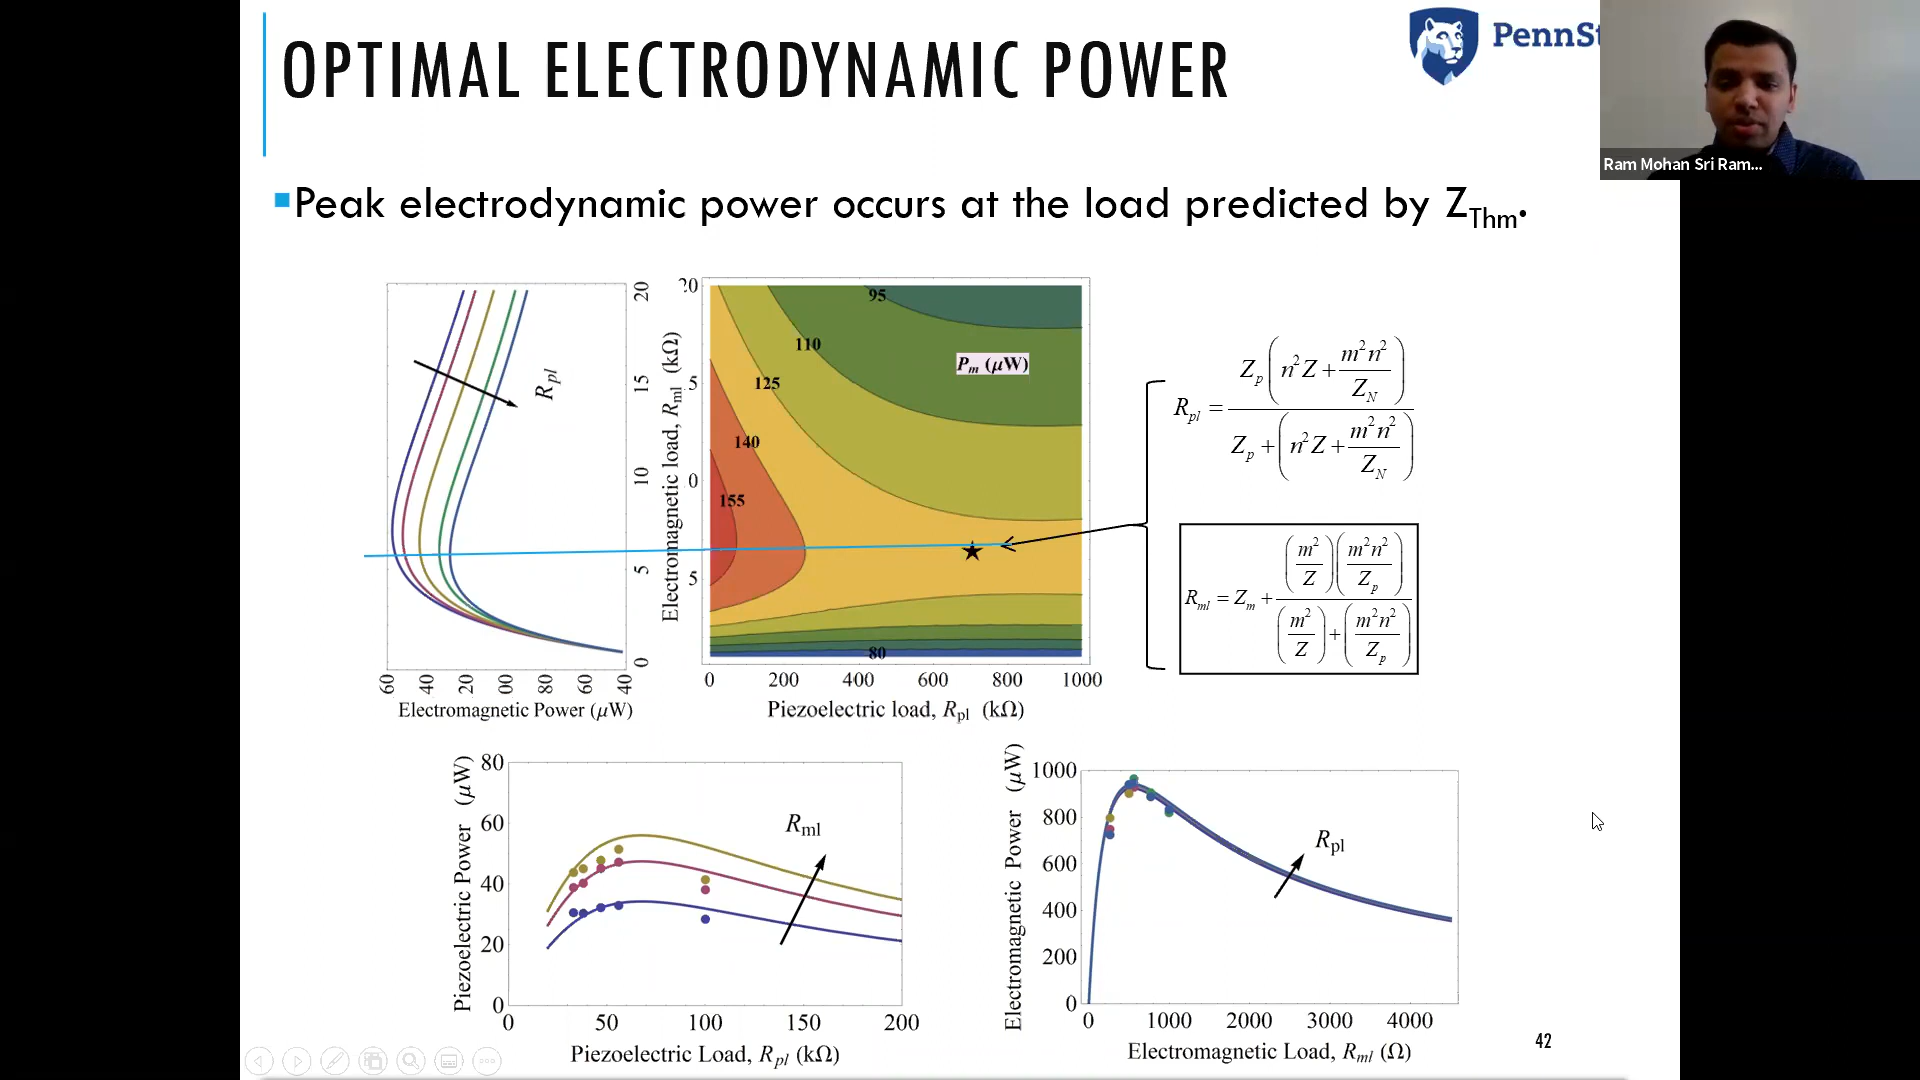 OPTIMAL ELECTRODYNAMIC POWER
PennSt
Ram Mohan Sri Ram...
Peak electrodynamic power occurs at the load predicted by Z_Thm.
R_pl
20
15
10
5
0
60
40
20
00
80
40
Electromagnetic Power (μW)
Electromagnetic load, R_ml (kΩ)
20
5
0
5
95
110
P_m (μW)
125
140
155
80
0 200 400 600 800 1000
Piezoelectric load, R_pl (kΩ)
R_pl = Z_p (n²Z + m²n²/Z_N) / Z_p + (n²Z + m²n²/Z_N)
R_ml = Z_m + (m²/Z)(m²n²/Z_p) / (m²/Z) + (m²n²/Z_p)
Piezoelectric Power (μW)
80
60
40
20
0
R_ml
0 50 100 150 200
Piezoelectric Load, R_pl (kΩ)
Electromagnetic Power (μW)
1000
800
600
400
200
0
R_pl
0 1000 2000 3000 4000
Electromagnetic Load, R_ml (Ω)
42